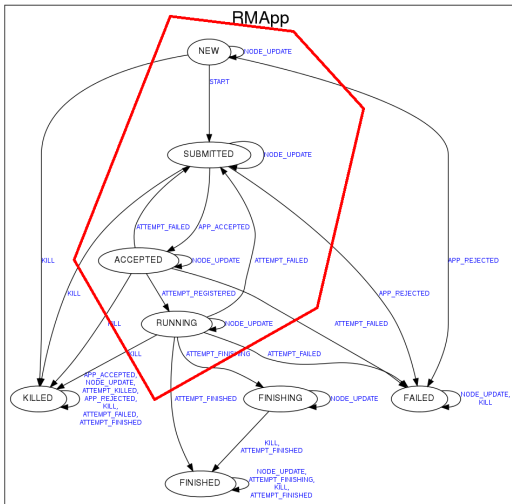 RMApp
NEW
NODE_UPDATE
START
SUBMITTED
NODE_UPDATE
ATTEMPT_FAILED
APP_ACCEPTED
ACCEPTED
NODE_UPDATE
ATTEMPT_FAILED
APP_REJECTED
KILL
KILL
ATTEMPT_REGISTERED
APP_REJECTED
KILL
RUNNING
NODE_UPDATE
ATTEMPT_FAILED
KILL
ATTEMPT_FINISHING
ATTEMPT_FAILED
KILLED
APP_ACCEPTED,
NODE_UPDATE,
ATTEMPT_KILLED,
APP_REJECTED,
KILL,
ATTEMPT_FAILED,
ATTEMPT_FINISHED
ATTEMPT_FINISHED
FINISHING
NODE_UPDATE
FAILED
NODE_UPDATE,
KILL
KILL,
ATTEMPT_FINISHED
FINISHED
NODE_UPDATE,
ATTEMPT_FINISHING,
KILL,
ATTEMPT_FINISHED